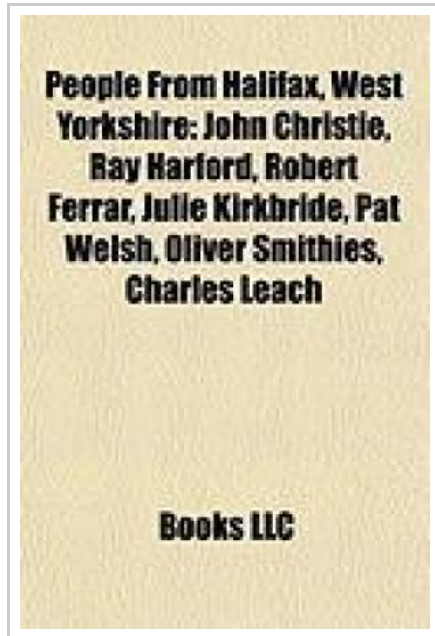 People From Halifax, West
Yorkshire: John Christie,
Ray Harford, Robert
Ferrar, Julie Kirkbride, Pat
Welsh, Oliver Smithies,
Charles Leach
Books LLC